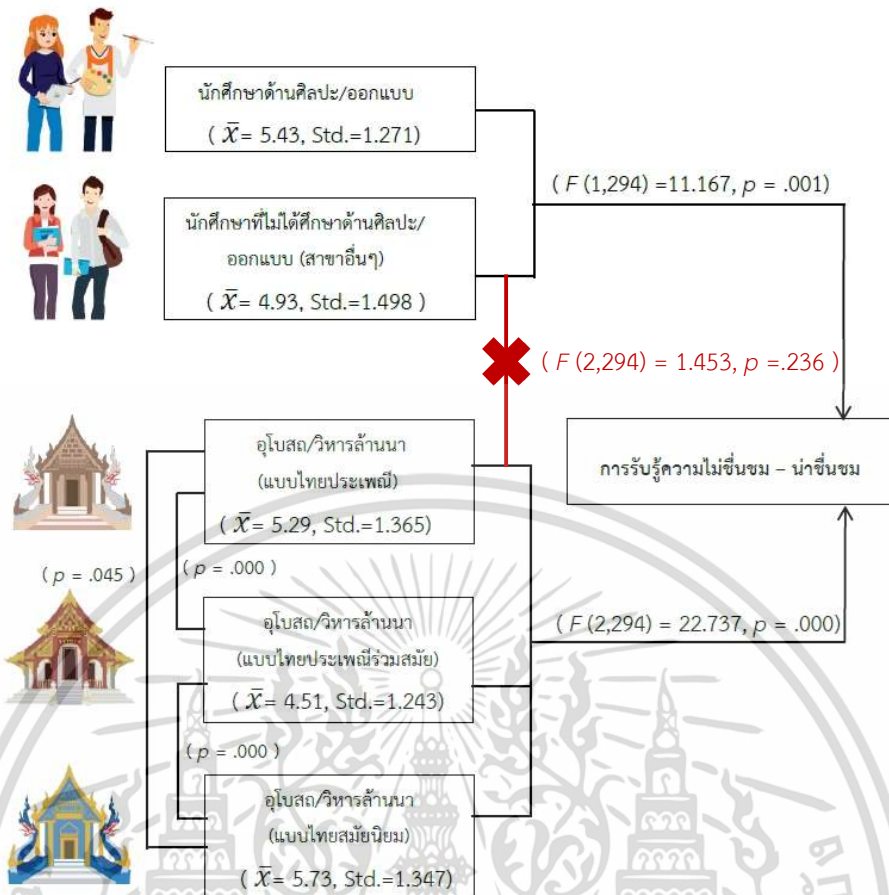 นักศึกษาด้านศิลปะ/ออกแบบ
( x̄ = 5.43, Std.=1.271)
( F (1,294) =11.167, p = .001)
นักศึกษาที่ไม่ได้ศึกษาด้านศิลปะ/
ออกแบบ (สาขาอื่นๆ)
( x̄ = 4.93, Std.=1.498 )
( F (2,294) = 1.453, p =.236 )
อุโบสถ/วิหารล้านนา
(แบบไทยประเพณี)
( x̄ = 5.29, Std.=1.365)
การรับรู้ความไม่ชื่นชม – น่าชื่นชม
( p = .045 )
( p = .000 )
อุโบสถ/วิหารล้านนา
(แบบไทยประเพณีร่วมสมัย)
( x̄ = 4.51, Std.=1.243)
( F (2,294) = 22.737, p = .000)
( p = .000 )
อุโบสถ/วิหารล้านนา
(แบบไทยสมัยนิยม)
( x̄ = 5.73, Std.=1.347)